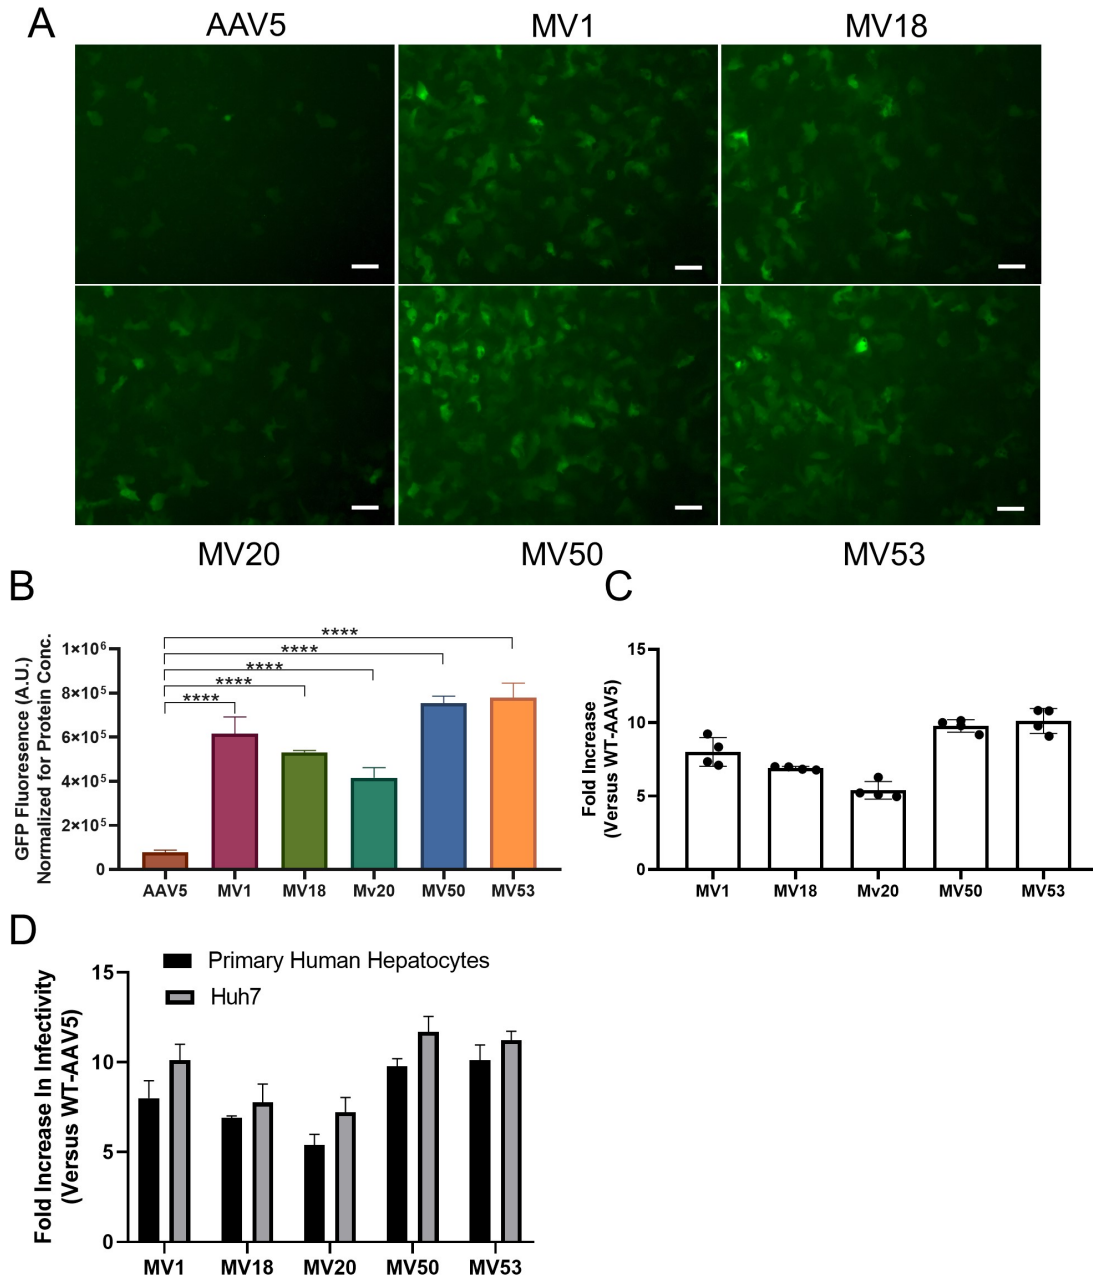 A
AAV5 MV1 MV18
MV20 MV50 MV53
B
GFP Fluoresence (A.U.)
Normalized for Protein Conc.
1×10⁶
8×10⁵
6×10⁵
4×10⁵
2×10⁵
0
****
****
****
****
****
AAV5 MV1 MV18 Mv20 MV50 MV53
C
Fold Increase
(Versus WT-AAV5)
15
10
5
0
MV1 MV18 Mv20 MV50 MV53
D
Fold Increase In Infectivity
(Versus WT-AAV5)
Primary Human Hepatocytes
Huh7
15
10
5
0
MV1 MV18 MV20 MV50 MV53